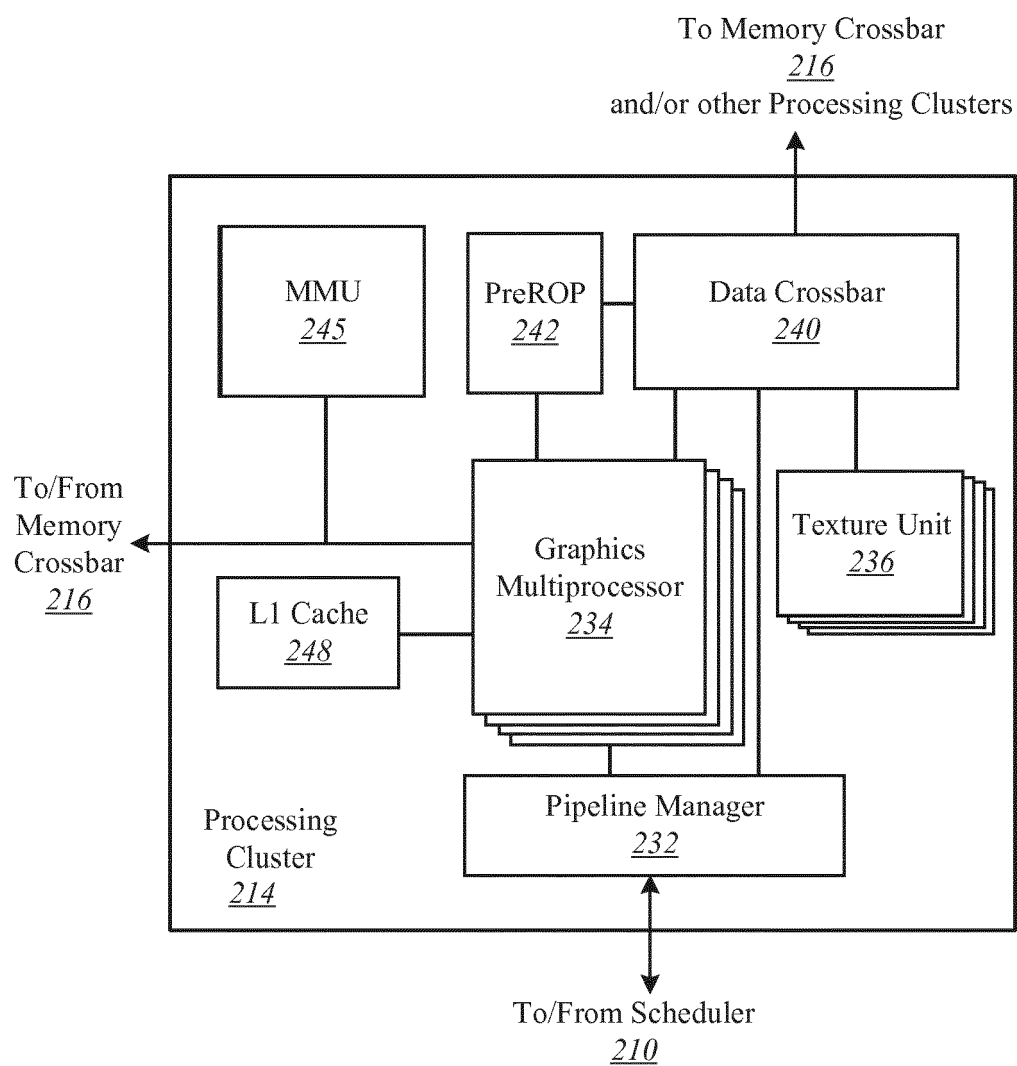 To Memory Crossbar
216
and/or other Processing Clusters
MMU
245
PreROP
242
Data Crossbar
240
To/From
Memory
Crossbar
216
Graphics
Multiprocessor
234
Texture Unit
236
L1 Cache
248
Pipeline Manager
232
Processing
Cluster
214
To/From Scheduler
210